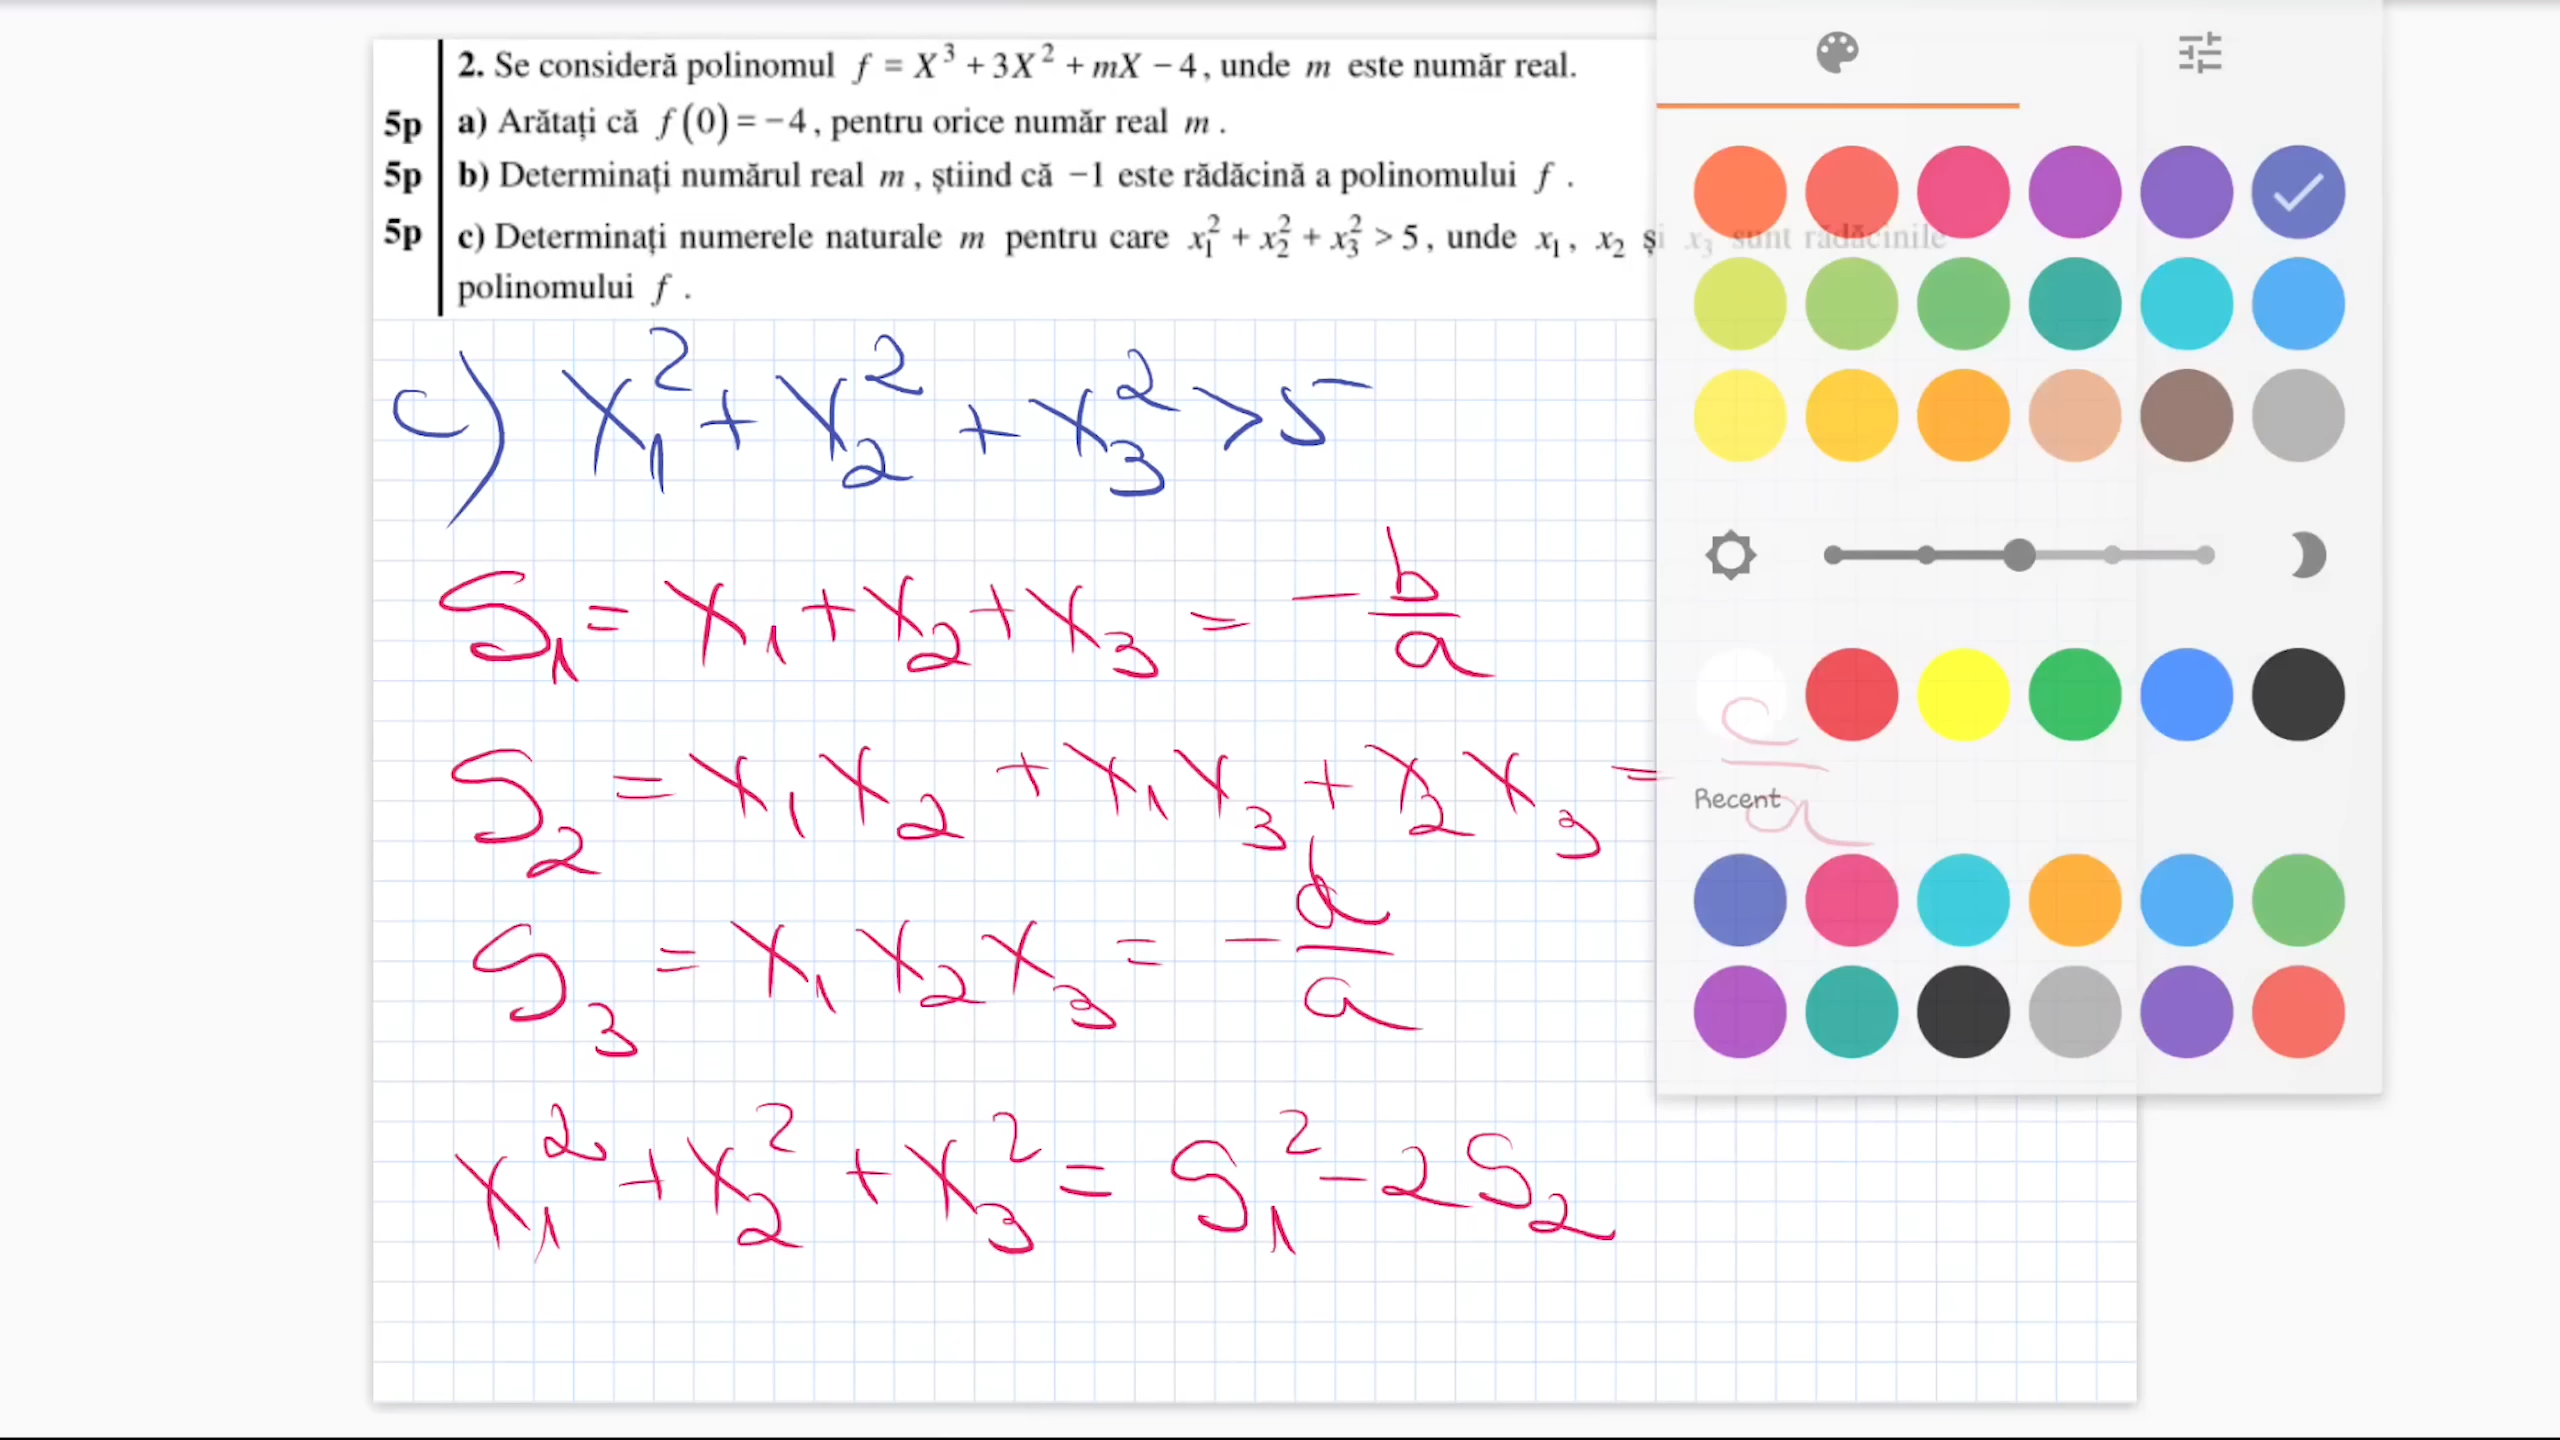 2. Se consideră polinomul f = X³ + 3X² + mX − 4, unde m este număr real.
5p a) Arătați că f(0) = −4, pentru orice număr real m.
5p b) Determinați numărul real m, știind că −1 este rădăcină a polinomului f.
5p c) Determinați numerele naturale m pentru care x₁² + x₂² + x₃² > 5, unde x₁, x₂ și x₃ sunt rădăcinile
polinomului f.
c) x₁² + x₂² + x₃² > 5
S₁ = x₁ + x₂ + x₃ = −b/a
S₂ = x₁x₂ + x₁x₃ + x₂x₃ = c/a
S₃ = x₁x₂x₃ = −d/a
x₁² + x₂² + x₃² = S₁² − 2S₂
Recent